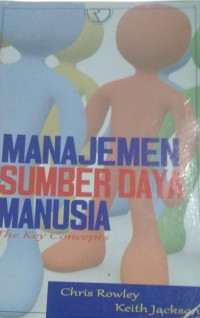 MANAJEMEN
SUMBER DAYA
MANUSIA
The Key Concepts
Chris Rowley
Keith Jackson